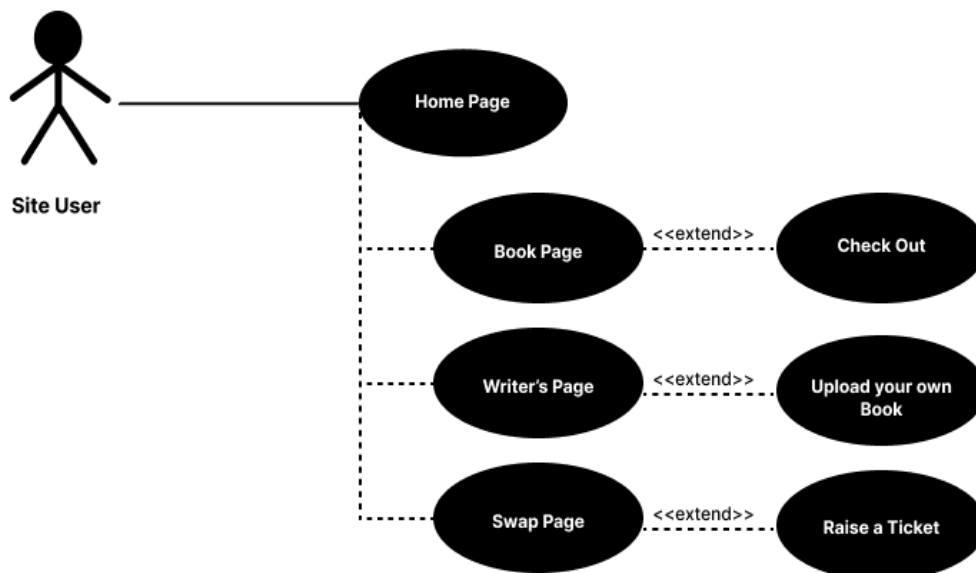 Home Page
Site User
Book Page
<<extend>>
Check Out
Writer's Page
<<extend>>
Upload your own
Book
Swap Page
<<extend>>
Raise a Ticket